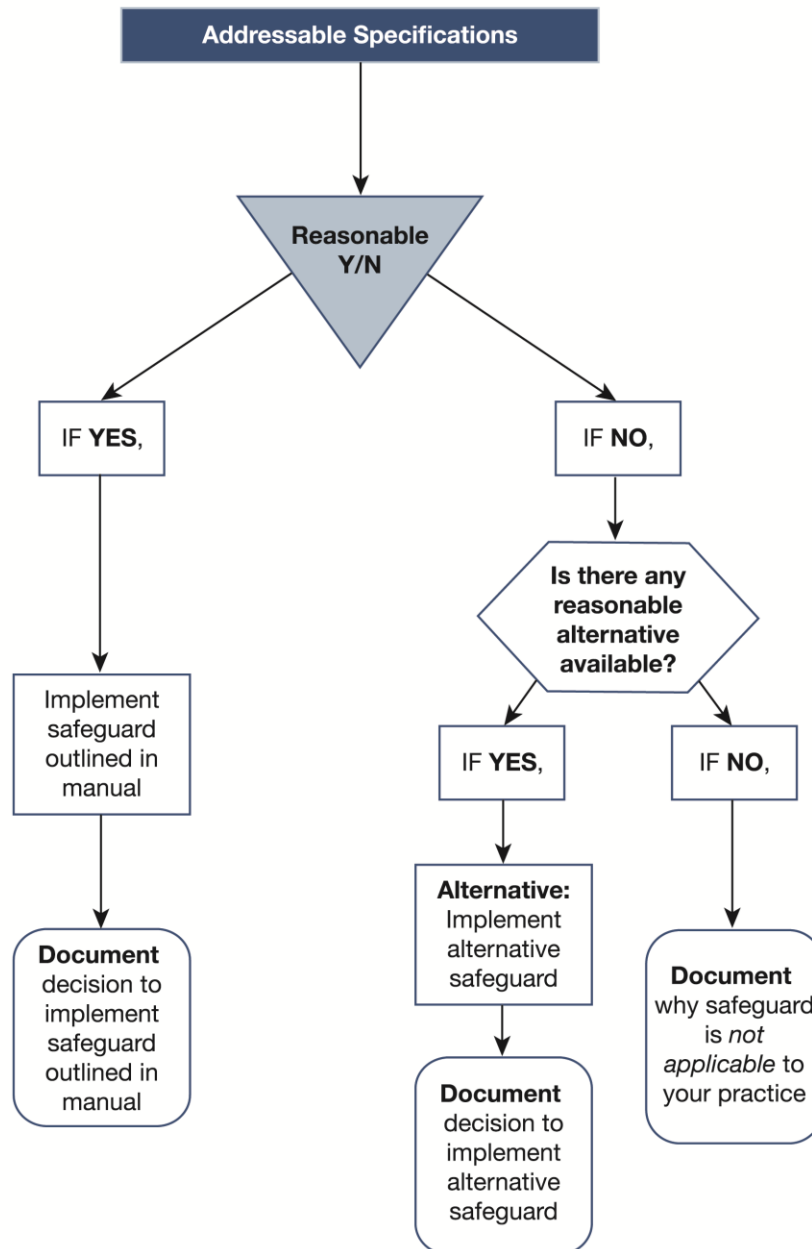 Addressable Specifications
Reasonable
Y/N
IF YES,
IF NO,
Is there any
reasonable
alternative
available?
Implement
safeguard
outlined in
manual
IF YES,
IF NO,
Alternative:
Implement
alternative
safeguard
Document
decision to
implement
safeguard
outlined in
manual
Document
why safeguard
is not
applicable to
your practice
Document
decision to
implement
alternative
safeguard